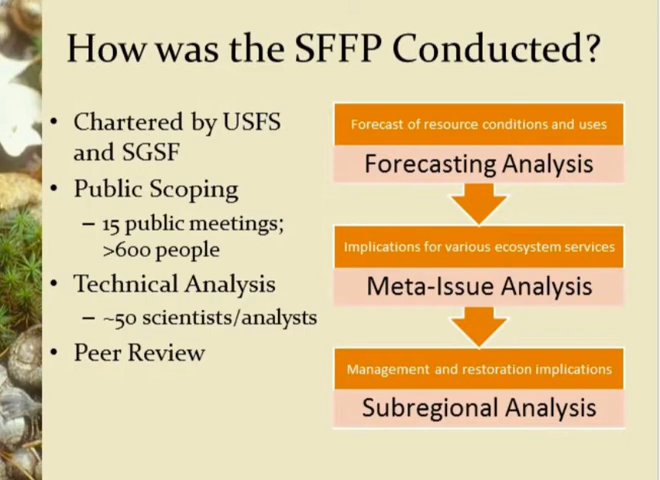 How was the SFFP Conducted?
• Chartered by USFS
and SGSF
• Public Scoping
– 15 public meetings;
>600 people
• Technical Analysis
– ~50 scientists/analysts
• Peer Review
Forecast of resource conditions and uses
Forecasting Analysis
Implications for various ecosystem services
Meta-Issue Analysis
Management and restoration implications
Subregional Analysis